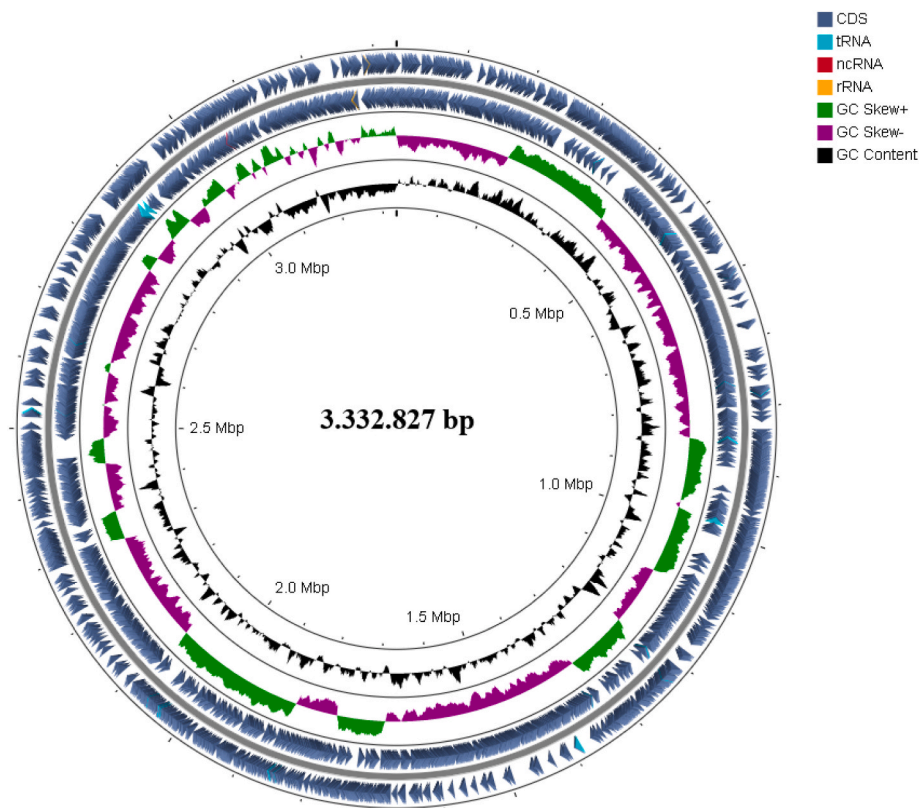 CDS
tRNA
ncRNA
rRNA
GC Skew+
GC Skew-
GC Content
3.0 Mbp
0.5 Mbp
3.332.827 bp
2.5 Mbp
1.0 Mbp
2.0 Mbp
1.5 Mbp